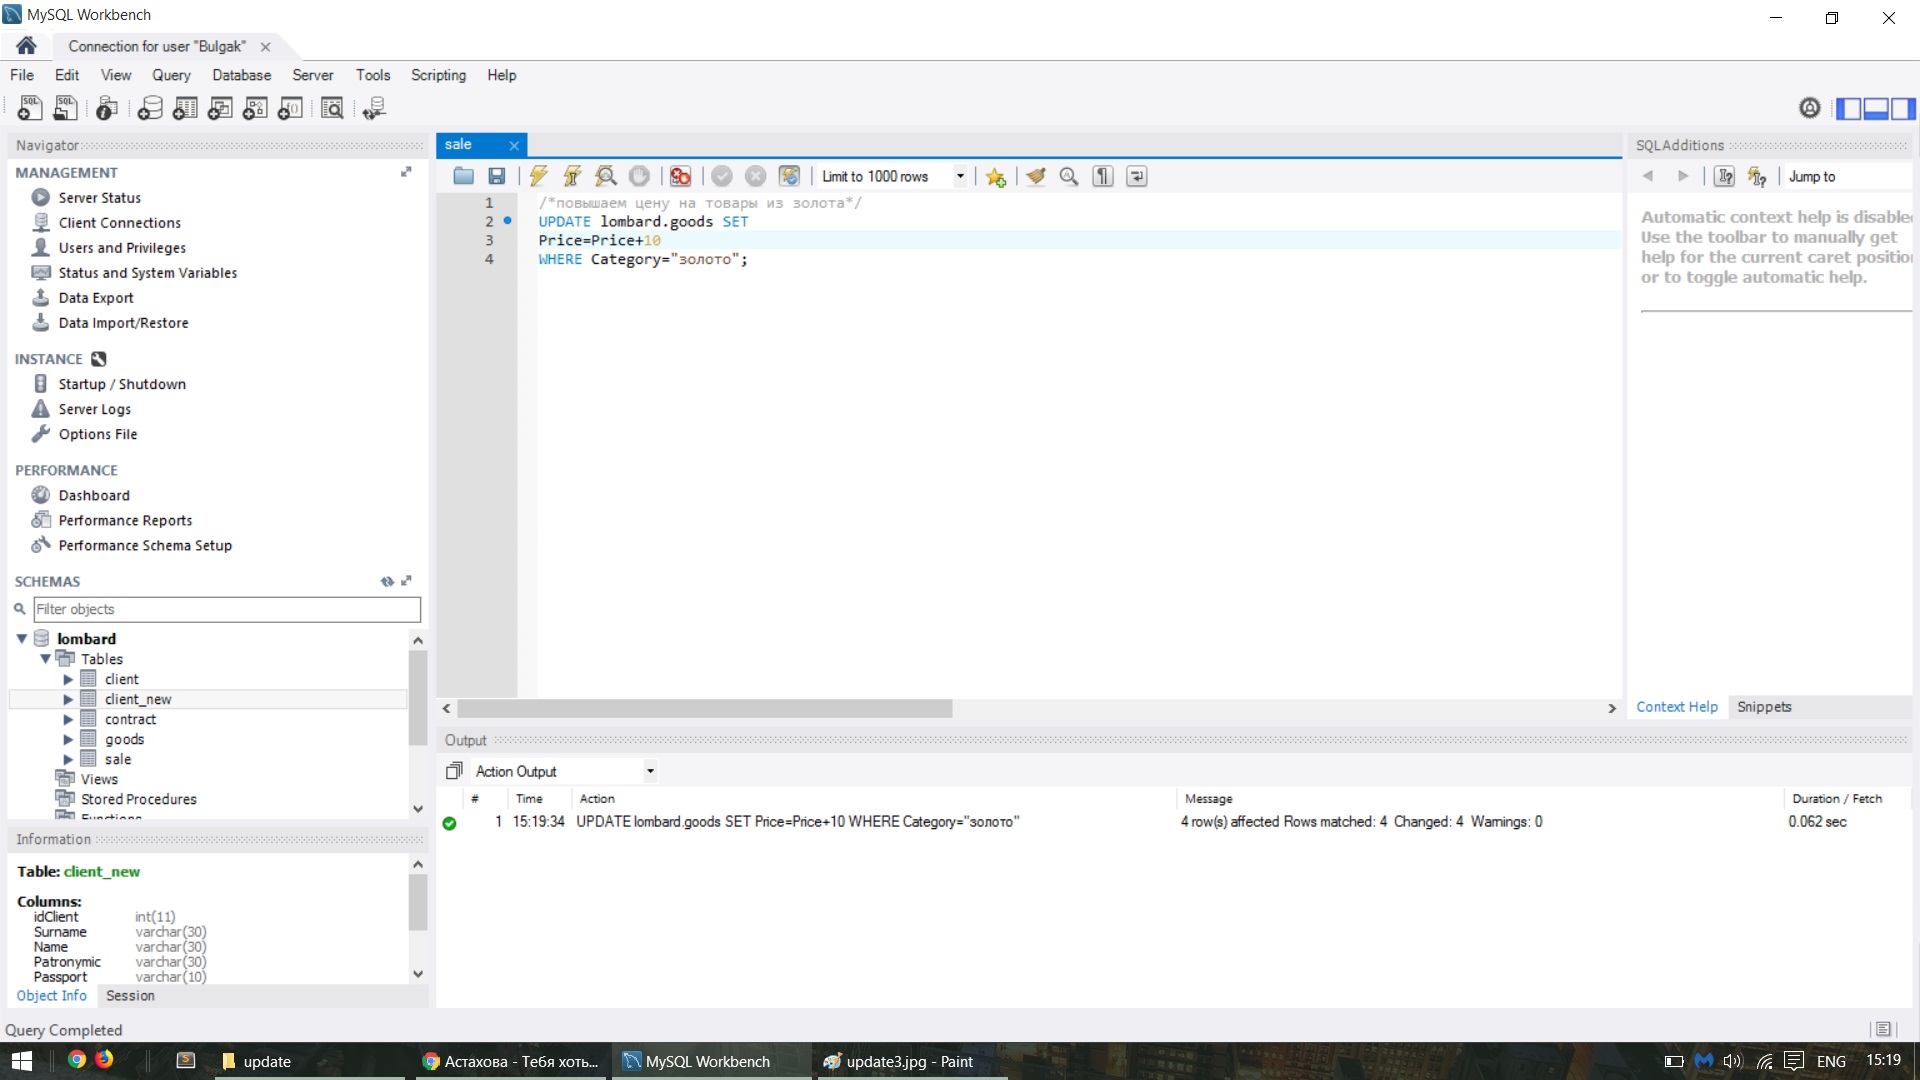 MySQL Workbench
Connection for user "Bulgak"
File Edit View Query Database Server Tools Scripting Help
Navigator
MANAGEMENT
Server Status
Client Connections
Users and Privileges
Status and System Variables
Data Export
Data Import/Restore
INSTANCE
Startup / Shutdown
Server Logs
Options File
PERFORMANCE
Dashboard
Performance Reports
Performance Schema Setup
SCHEMAS
Filter objects
lombard
Tables
client
client_new
contract
goods
sale
Views
Stored Procedures
Functions
Information
Table: client_new
Columns:
idClient int(11)
Surname varchar(30)
Name varchar(30)
Patronymic varchar(30)
Passport varchar(10)
Object Info Session
sale
Limit to 1000 rows
1 /*повышаем цену на товары из золота*/
2 UPDATE lombard.goods SET
3 Price=Price+10
4 WHERE Category="золото";
SQLAdditions
Jump to
Automatic context help is disable
Use the toolbar to manually get
help for the current caret positio
or to toggle automatic help.
Context Help Snippets
Output
Action Output
# Time Action Message Duration / Fetch
1 15:19:34 UPDATE lombard.goods SET Price=Price+10 WHERE Category="золото" 4 row(s) affected Rows matched: 4 Changed: 4 Warnings: 0 0.062 sec
Query Completed
update Астахова - Тебя хоть... MySQL Workbench update3.jpg - Paint ENG 15:19